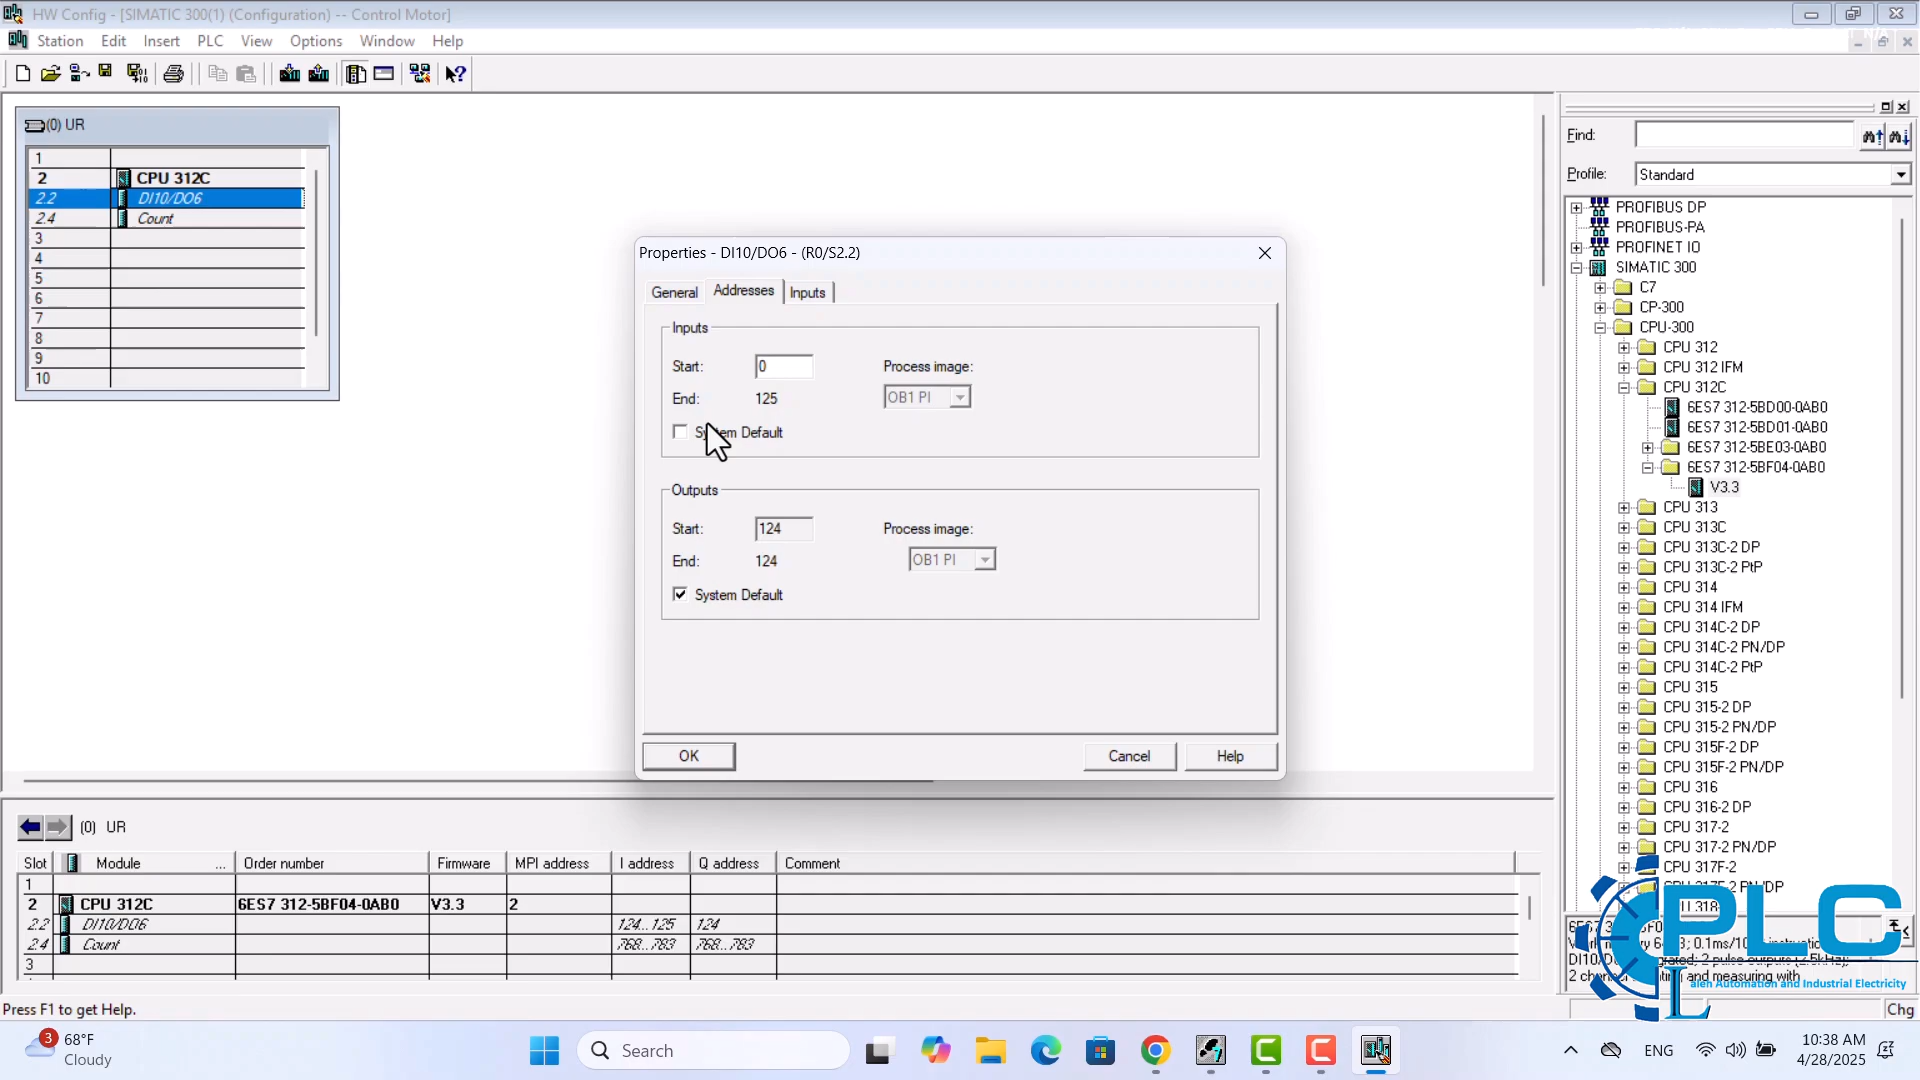 HW Config - [SIMATIC 300(1) (Configuration) -- Control Motor]
Station Edit Insert PLC View Options Window Help
(0) UR
1
2 CPU 312C
2.2 DI10/DO6
2.4 Count
3
4
5
6
7
8
9
10
Properties - DI10/DO6 - (R0/S2.2)
General Addresses Inputs
Inputs
Start: 0 Process image:
End: 125 OB1 PI
System Default
Outputs
Start: 124 Process image:
End: 124 OB1 PI
System Default
OK Cancel Help
Find:
Profile: Standard
PROFIBUS DP
PROFIBUS-PA
PROFINET IO
SIMATIC 300
C7
CP-300
CPU-300
CPU 312
CPU 312 IFM
CPU 312C
6ES7 312-5BD00-0AB0
6ES7 312-5BD01-0AB0
6ES7 312-5BE03-0AB0
6ES7 312-5BF04-0AB0
V3.3
CPU 313
CPU 313C
CPU 313C-2 DP
CPU 313C-2 PtP
CPU 314
CPU 314 IFM
CPU 314C-2 DP
CPU 314C-2 PN/DP
CPU 314C-2 PtP
CPU 315
CPU 315-2 DP
CPU 315-2 PN/DP
CPU 315F-2 DP
CPU 315F-2 PN/DP
CPU 316
CPU 316-2 DP
CPU 317-2
CPU 317-2 PN/DP
CPU 317F-2
PLC
aleh Automation and Industrial Electricity
(0) UR
Slot Module ... Order number Firmware MPI address I address Q address Comment
1
2 CPU 312C 6ES7 312-5BF04-0AB0 V3.3 2
2.2 DI10/DO6 124...125 124
2.4 Count 768...783 768...783
3
Press F1 to get Help.
Chg
3
68°F
Cloudy
Search
ENG
10:38 AM
4/28/2025